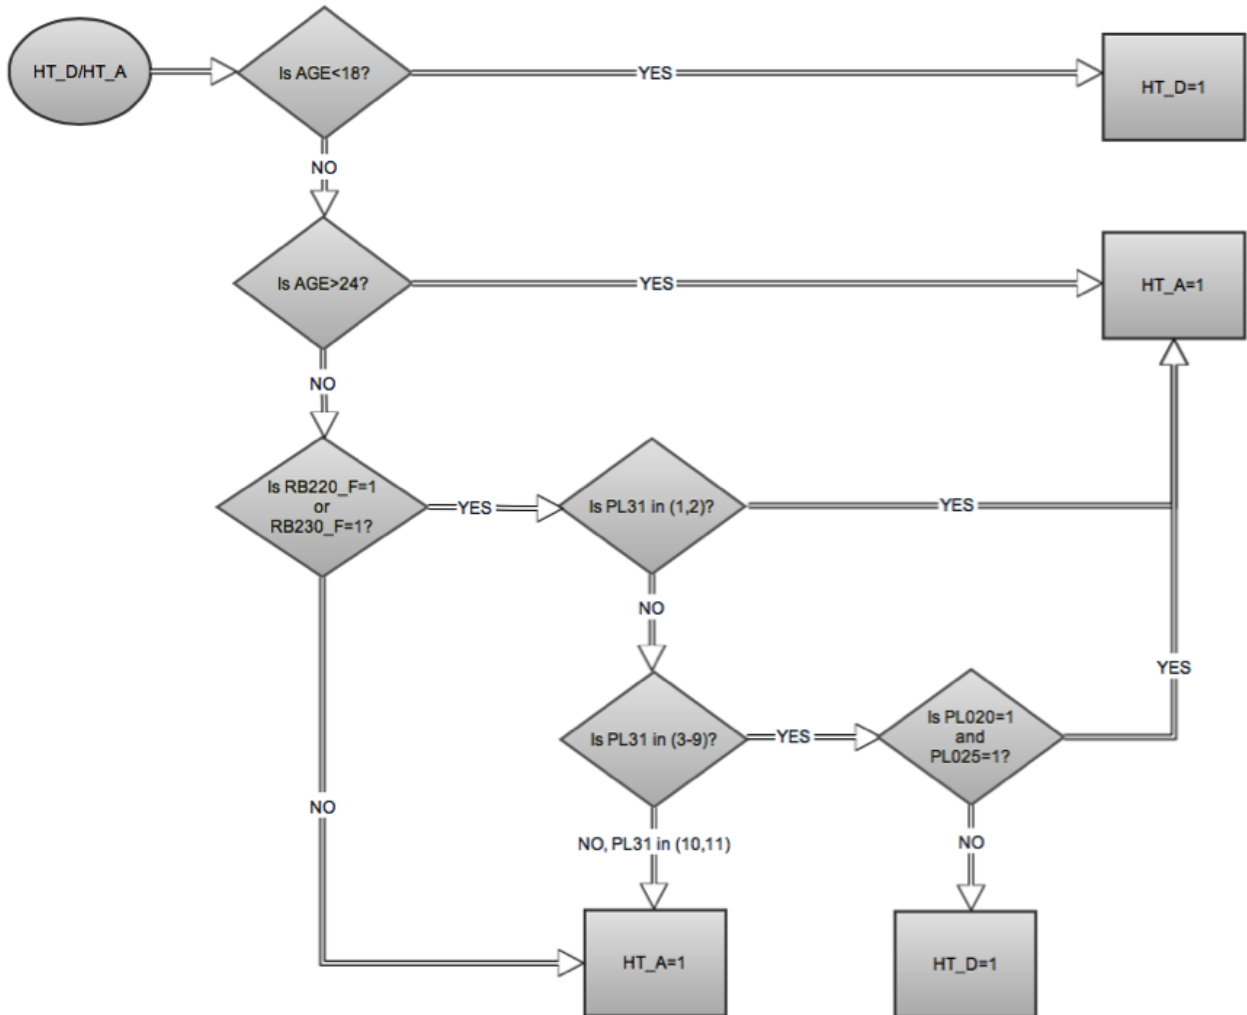 HT_D/HT_A
Is AGE<18?
YES
HT_D=1
NO
Is AGE>24?
YES
HT_A=1
NO
Is RB220_F=1
or
RB230_F=1?
YES
Is PL31 in (1,2)?
YES
NO
YES
Is PL31 in (3-9)?
YES
Is PL020=1
and
PL025=1?
NO
NO, PL31 in (10,11)
NO
HT_A=1
HT_D=1